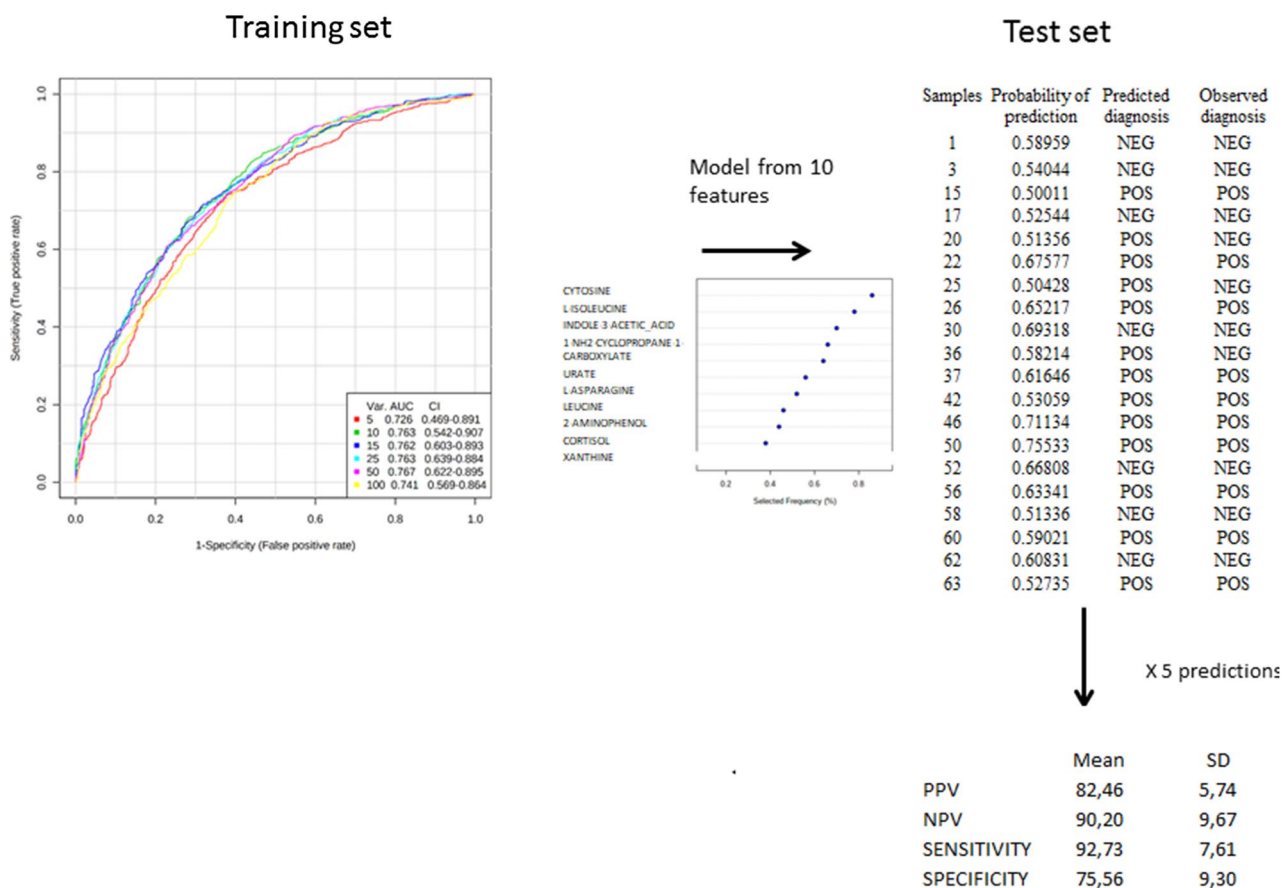 Training set
1.0
0.8
0.6
0.4
0.2
0.0
Sensitivity (True positive rate)
Var. AUC CI
5 0.726 0.469-0.891
10 0.763 0.542-0.907
15 0.762 0.603-0.893
25 0.763 0.639-0.884
50 0.767 0.622-0.895
100 0.741 0.569-0.864
0.0 0.2 0.4 0.6 0.8 1.0
1-Specificity (False positive rate)
Model from 10
features
CYTOSINE
L-ISOLEUCINE
INDOLE-3 ACETIC_ACID
1-NH2 CYCLOPROPANE-1-
CARBOXYLATE
URATE
L-ASPARAGINE
LEUCINE
2-AMINOPHENOL
CORTISOL
XANTHINE
0.2 0.4 0.6 0.8
Selected Frequency (%)
Test set
Samples Probability of Predicted Observed
prediction diagnosis diagnosis
1 0.58959 NEG NEG
3 0.54044 NEG NEG
15 0.50011 POS POS
17 0.52544 NEG NEG
20 0.51356 POS NEG
22 0.67577 POS POS
25 0.50428 POS NEG
26 0.65217 POS POS
30 0.69318 NEG NEG
36 0.58214 POS NEG
37 0.61646 POS POS
42 0.53059 POS POS
46 0.71134 POS POS
50 0.75533 POS POS
52 0.66808 NEG NEG
56 0.63341 POS POS
58 0.51336 NEG NEG
60 0.59021 POS POS
62 0.60831 NEG NEG
63 0.52735 POS POS
X 5 predictions
Mean SD
PPV 82,46 5,74
NPV 90,20 9,67
SENSITIVITY 92,73 7,61
SPECIFICITY 75,56 9,30